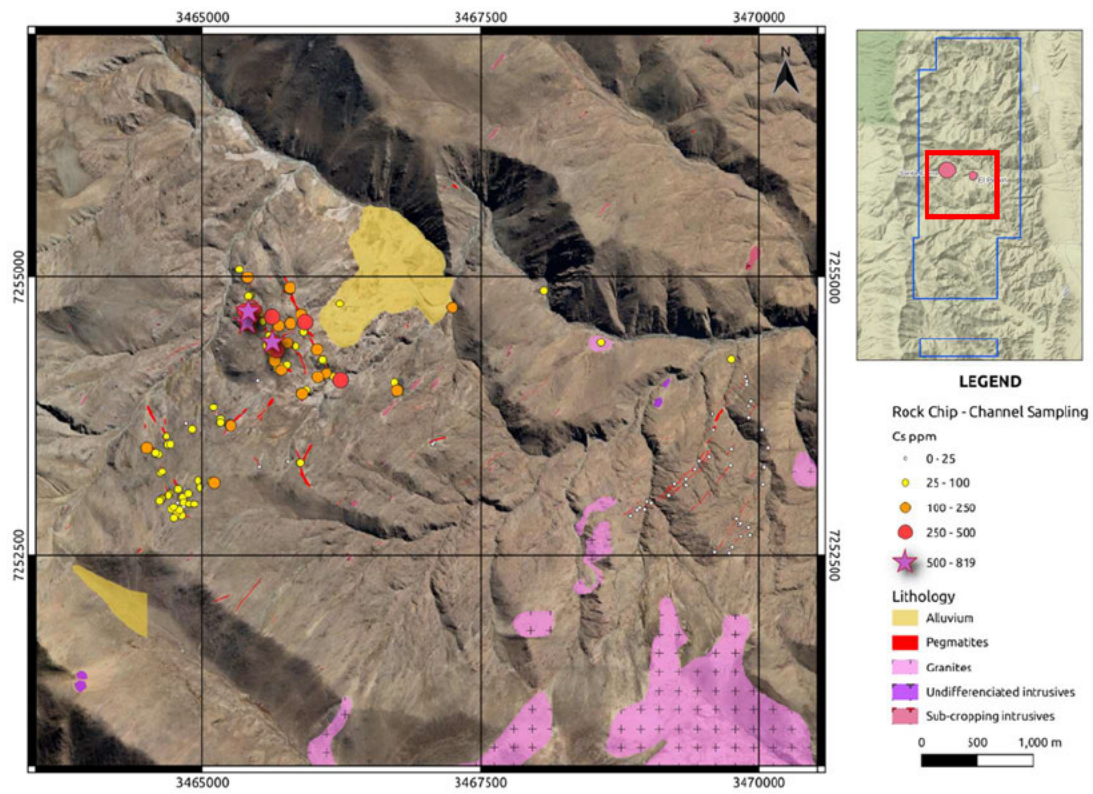 3465000 3467500 3470000
N
7255000 7255000
7252500 7252500
3465000 3467500 3470000
LEGEND
Rock Chip - Channel Sampling
Cs ppm
0 - 25
25 - 100
100 - 250
250 - 500
500 - 819
Lithology
Alluvium
Pegmatites
Granites
Undifferenciated intrusives
Sub-cropping intrusives
0 500 1,000 m